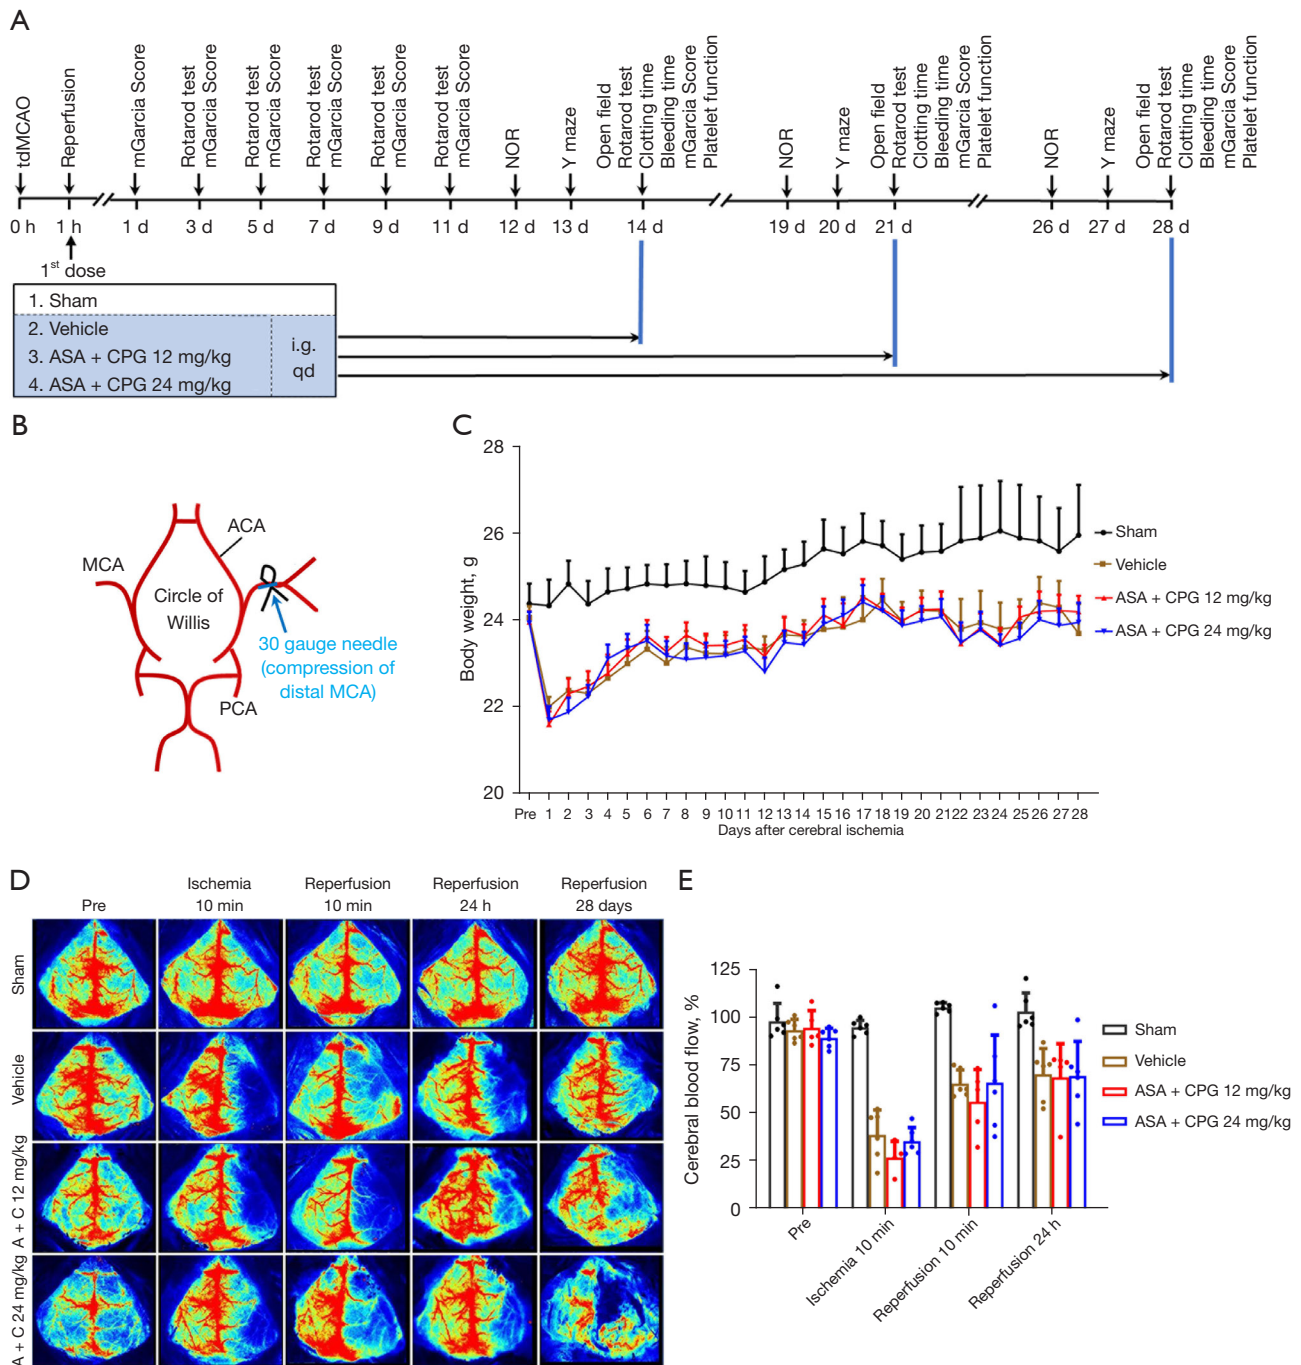 A
tdMCAO
Reperfusion
mGarcia Score
Rotarod test
mGarcia Score
Rotarod test
mGarcia Score
Rotarod test
mGarcia Score
Rotarod test
mGarcia Score
Rotarod test
mGarcia Score
NOR
Y maze
Open field
Rotarod test
Clotting time
Bleeding time
mGarcia Score
Platelet function
NOR
Y maze
Open field
Rotarod test
Clotting time
Bleeding time
mGarcia Score
Platelet function
NOR
Y maze
Open field
Rotarod test
Clotting time
Bleeding time
mGarcia Score
Platelet function
0 h 1 h 1 d 3 d 5 d 7 d 9 d 11 d 12 d 13 d 14 d 19 d 20 d 21 d 26 d 27 d 28 d
1st dose
1. Sham
2. Vehicle
3. ASA + CPG 12 mg/kg
4. ASA + CPG 24 mg/kg
i.g.
qd
B
MCA
ACA
Circle of
Willis
30 gauge needle
(compression of
distal MCA)
PCA
C
Body weight, g
28
26
24
22
20
Pre 1 2 3 4 5 6 7 8 9 10 11 12 13 14 15 16 17 18 19 20 21 22 23 24 25 26 27 28
Days after cerebral ischemia
Sham
Vehicle
ASA + CPG 12 mg/kg
ASA + CPG 24 mg/kg
D
Pre
Ischemia
10 min
Reperfusion
10 min
Reperfusion
24 h
Reperfusion
28 days
Sham
Vehicle
A + C 12 mg/kg
A + C 24 mg/kg
E
Cerebral blood flow, %
125
100
75
50
25
0
Pre
Ischemia 10 min
Reperfusion 10 min
Reperfusion 24 h
Sham
Vehicle
ASA + CPG 12 mg/kg
ASA + CPG 24 mg/kg